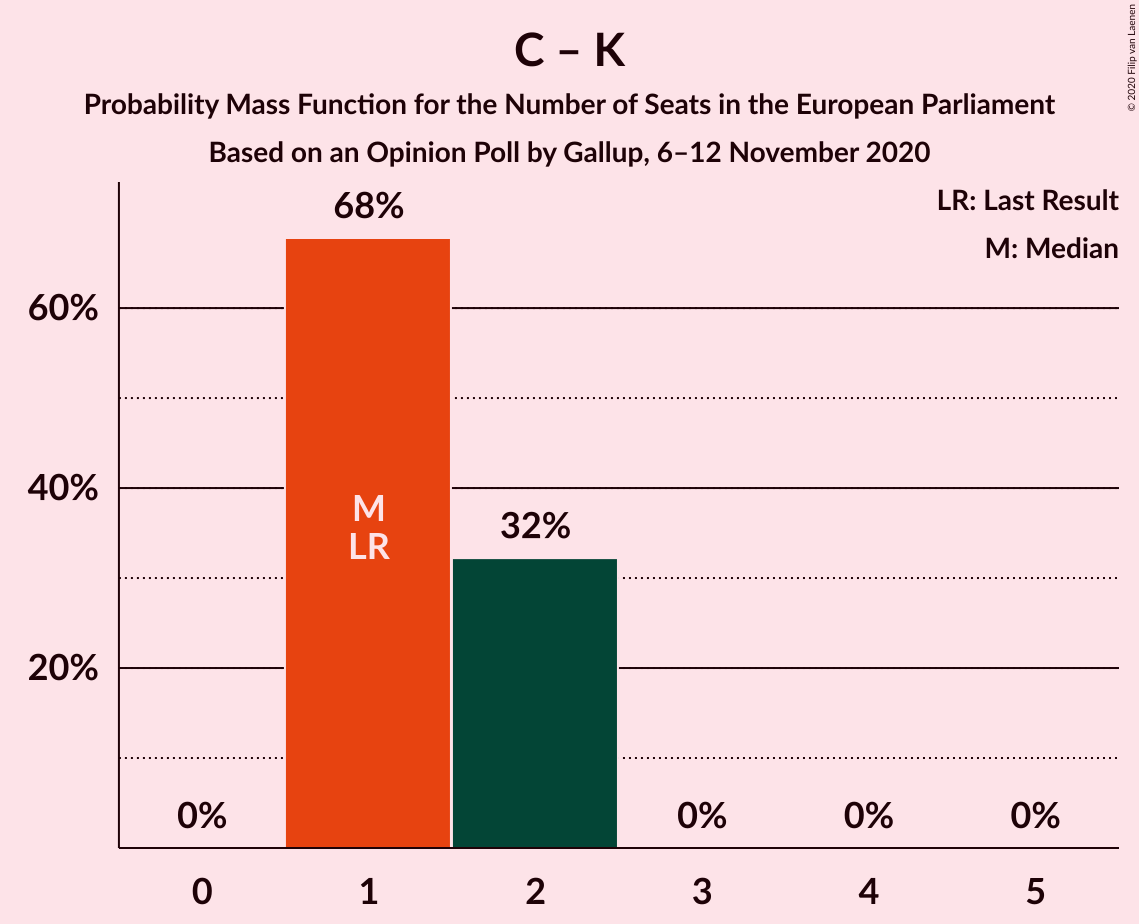 C – K
Probability Mass Function for the Number of Seats in the European Parliament
Based on an Opinion Poll by Gallup, 6–12 November 2020
© 2020 Filip van Laenen
LR: Last Result
M: Median
68%
60%
40%
M
LR
32%
20%
0%
0%
0%
0%
0
1
2
3
4
5